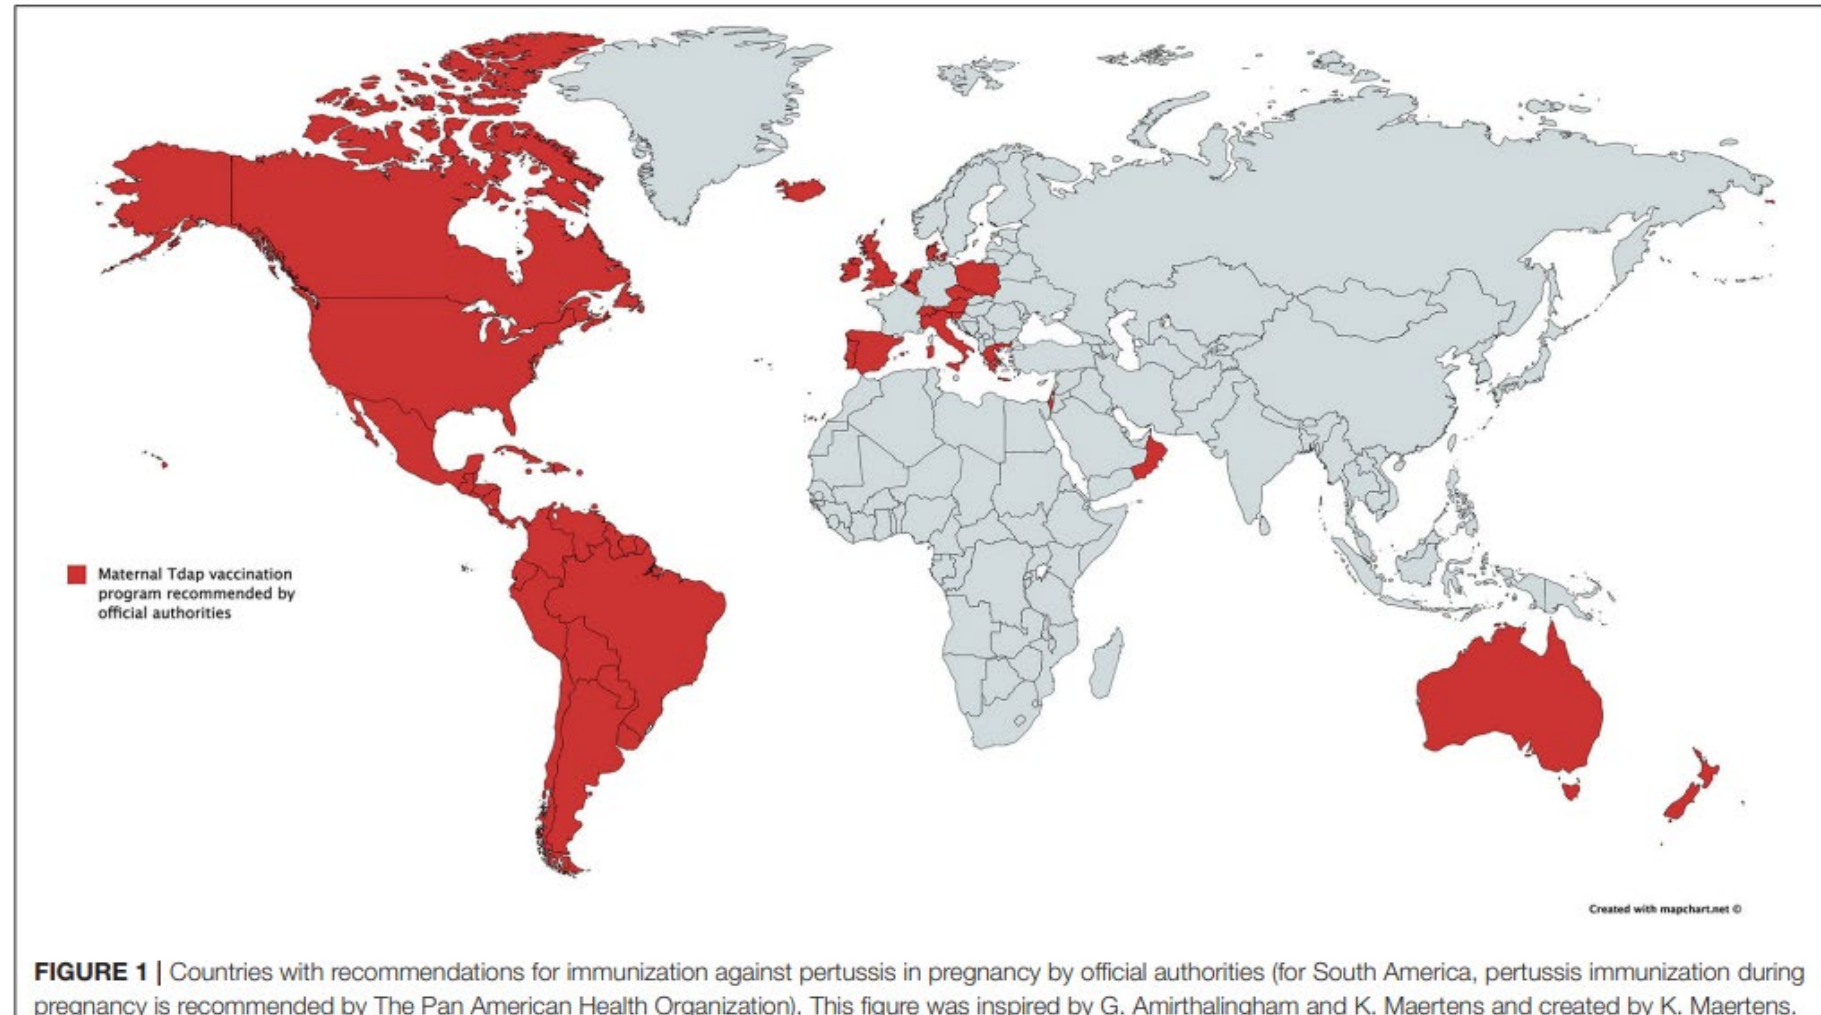 Maternal Tdap vaccination
program recommended by
official authorities
Created with mapchart.net ©
FIGURE 1 | Countries with recommendations for immunization against pertussis in pregnancy by official authorities (for South America, pertussis immunization during
pregnancy is recommended by The Pan American Health Organization). This figure was inspired by G. Amirthalingham and K. Maertens and created by K. Maertens.